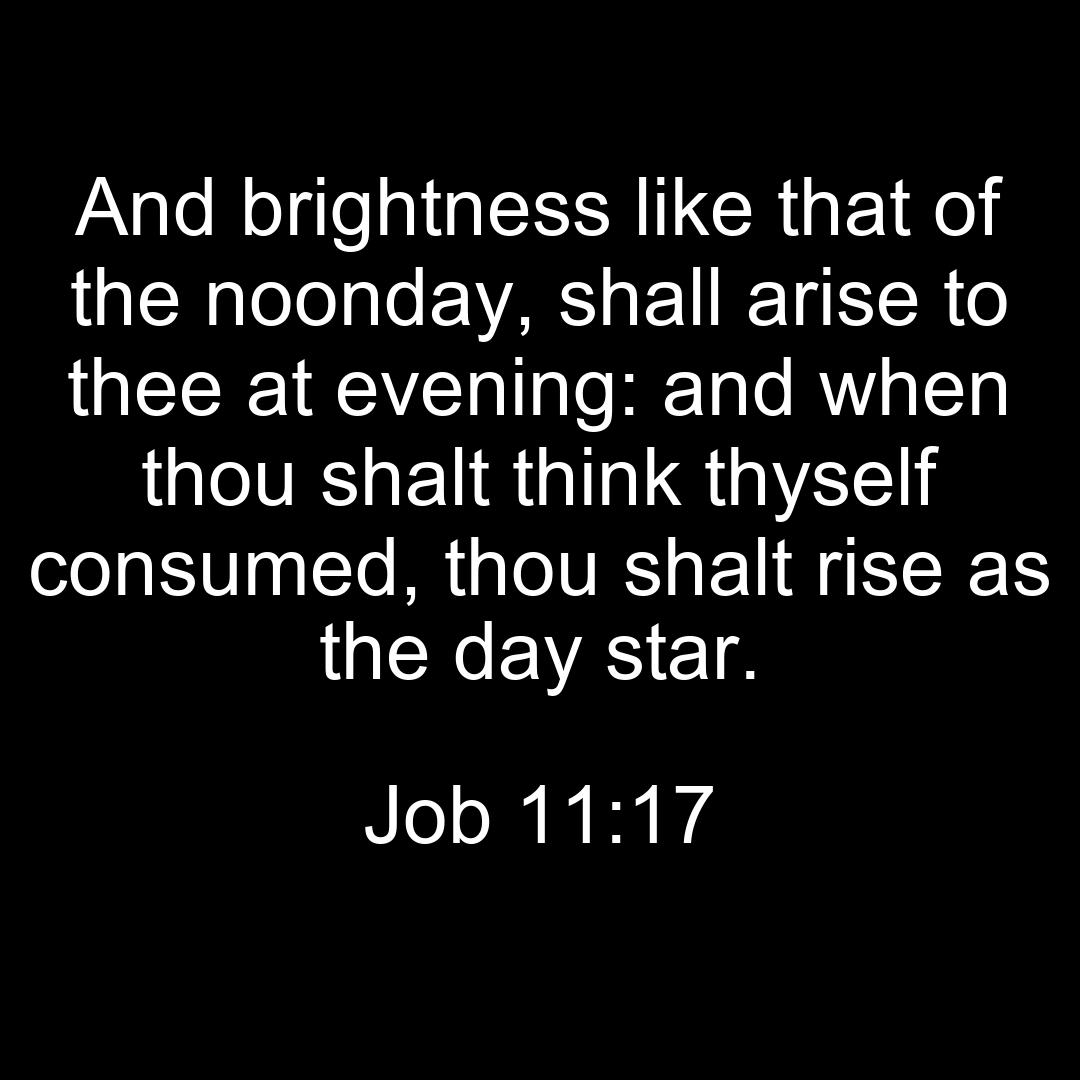 And brightness like that of
the noonday, shall arise to
thee at evening: and when
thou shalt think thyself
consumed, thou shalt rise as
the day star.
Job 11:17